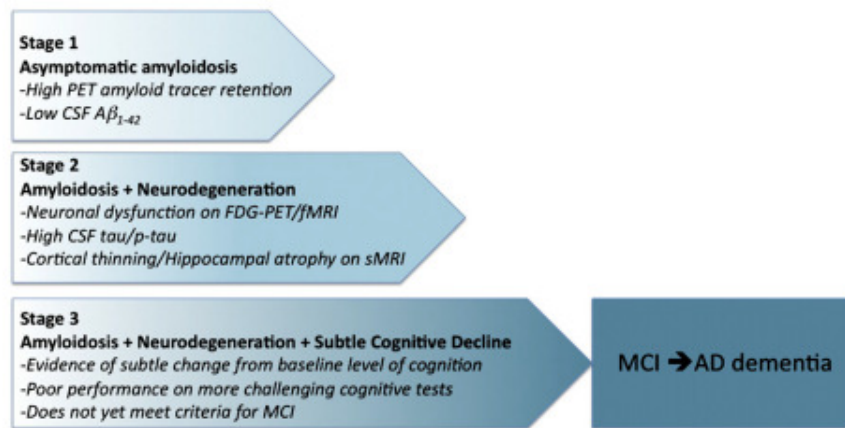 Stage 1
Asymptomatic amyloidosis
-High PET amyloid tracer retention
-Low CSF Aβ1-42
Stage 2
Amyloidosis + Neurodegeneration
-Neuronal dysfunction on FDG-PET/fMRI
-High CSF tau/p-tau
-Cortical thinning/Hippocampal atrophy on sMRI
Stage 3
Amyloidosis + Neurodegeneration + Subtle Cognitive Decline
-Evidence of subtle change from baseline level of cognition
-Poor performance on more challenging cognitive tests
-Does not yet meet criteria for MCI
MCI ➔ AD dementia